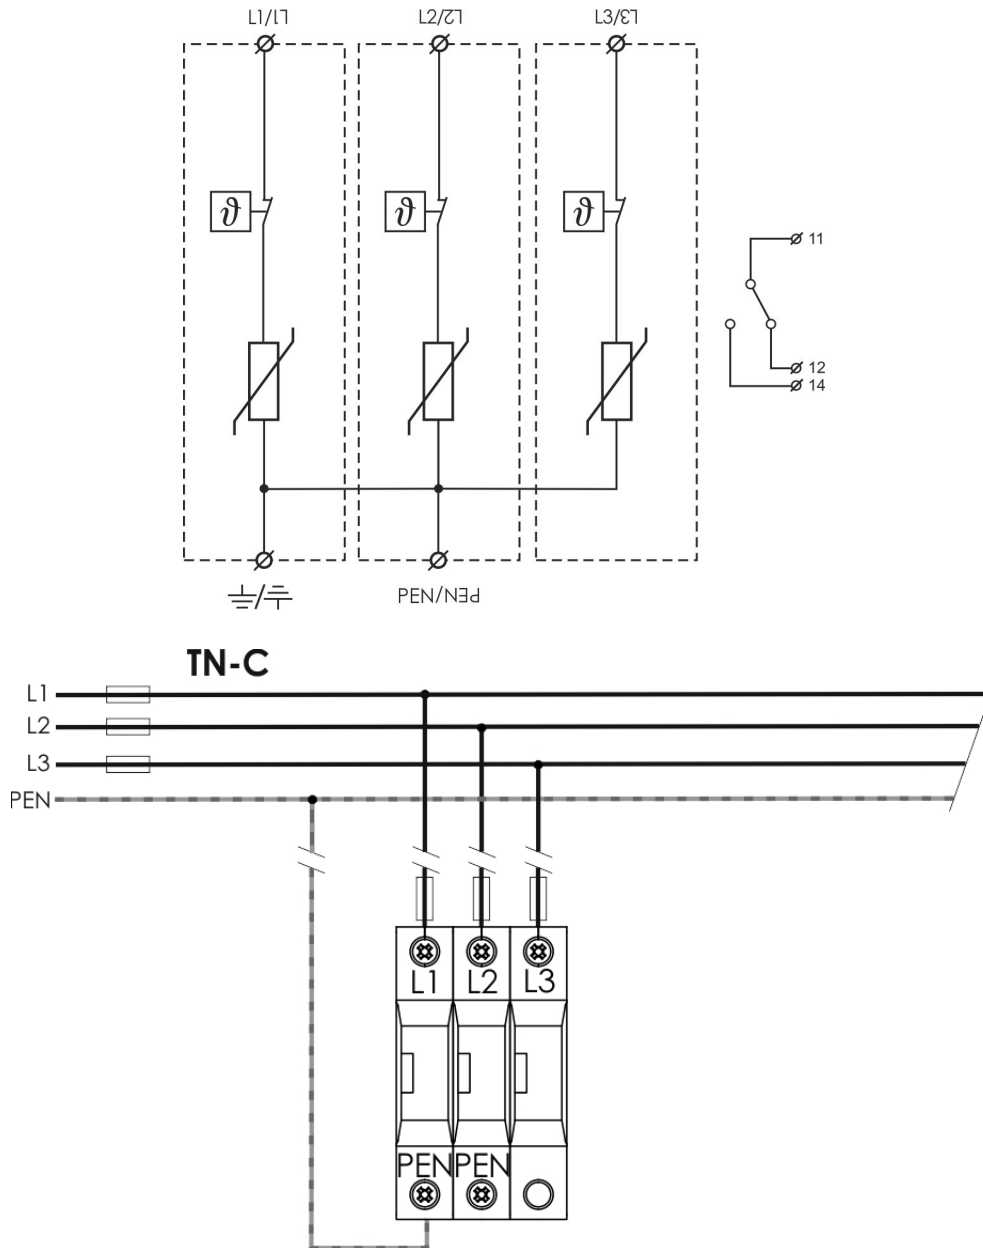 L1/L1
L2/L2
L3/L3
ϑ
ϑ
ϑ
11
12
14
PEN/PEN
TN-C
L1
L2
L3
PEN
L1
L2
L3
PEN
PEN